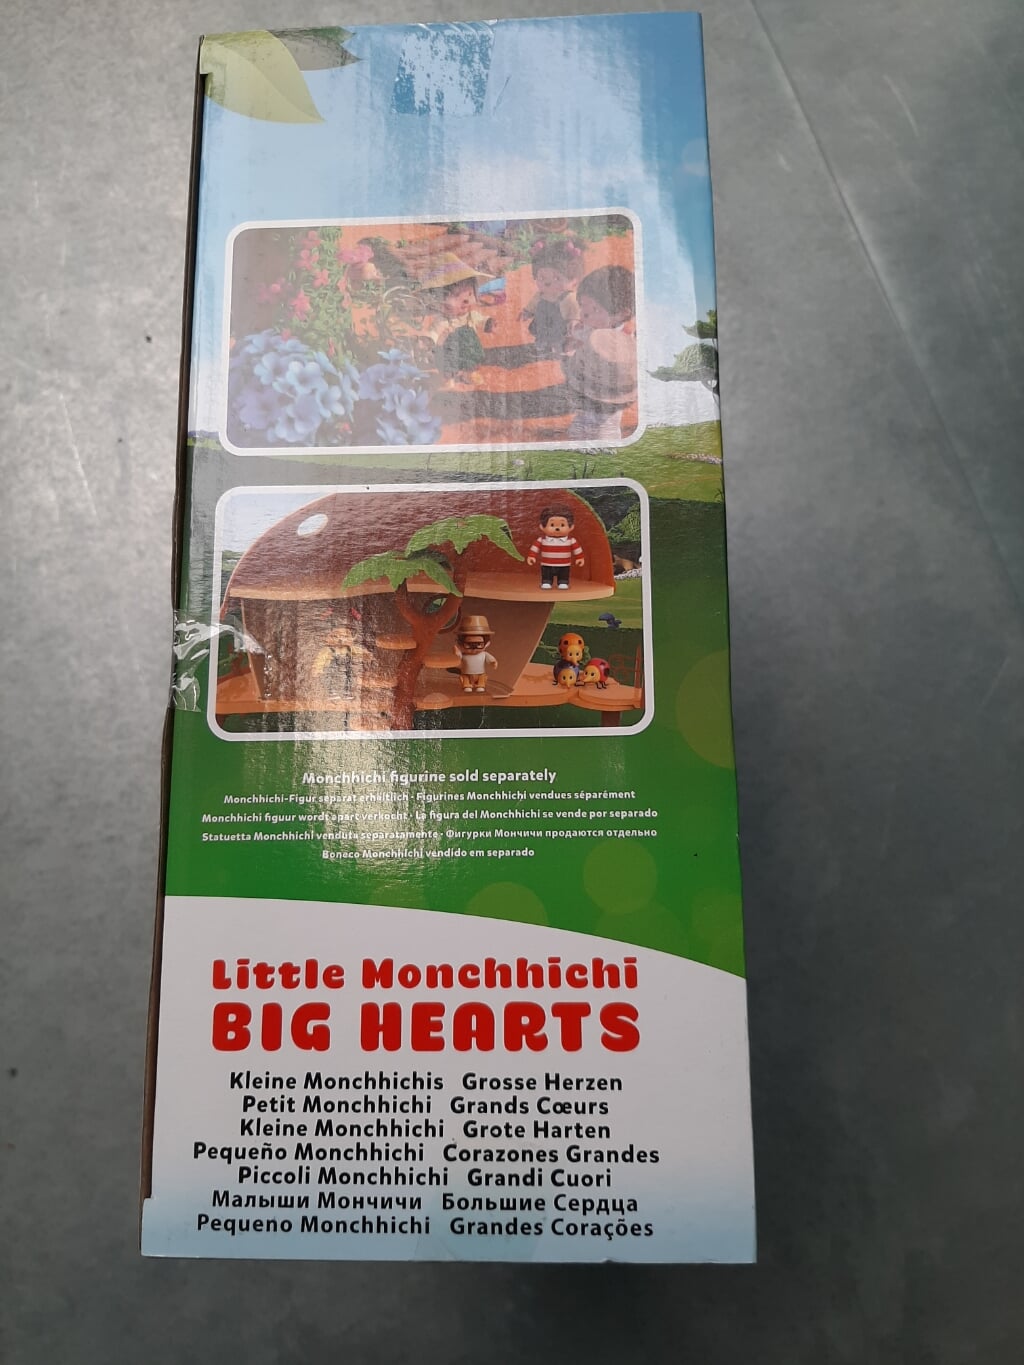 Monchhichi figurine sold separately
Monchhichi-Figur separat erhältlich · Figurines Monchhichi vendues séparément
Monchhichi figuur wordt apart verkocht · La figura del Monchhichi se vende por separado
Statuetta Monchhichi venduta separatamente · Фигурки Мончичи продаются отдельно
Boneco Monchhichi vendido em separado
Little Monchhichi
BIG HEARTS
Kleine Monchhichis Grosse Herzen
Petit Monchhichi Grands Cœurs
Kleine Monchhichi Grote Harten
Pequeño Monchhichi Corazones Grandes
Piccoli Monchhichi Grandi Cuori
Малыши Мончичи Большие Сердца
Pequeno Monchhichi Grandes Corações